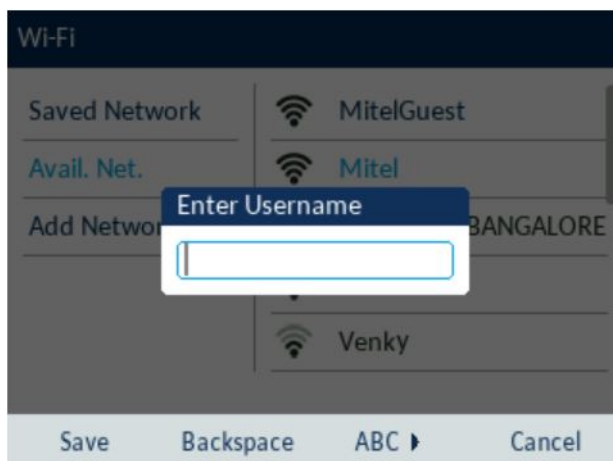 Wi-Fi
Saved Network
MitelGuest
Avail. Net.
Mitel
Enter Username
Add Networ
BANGALORE
Venky
Save Backspace ABC Cancel